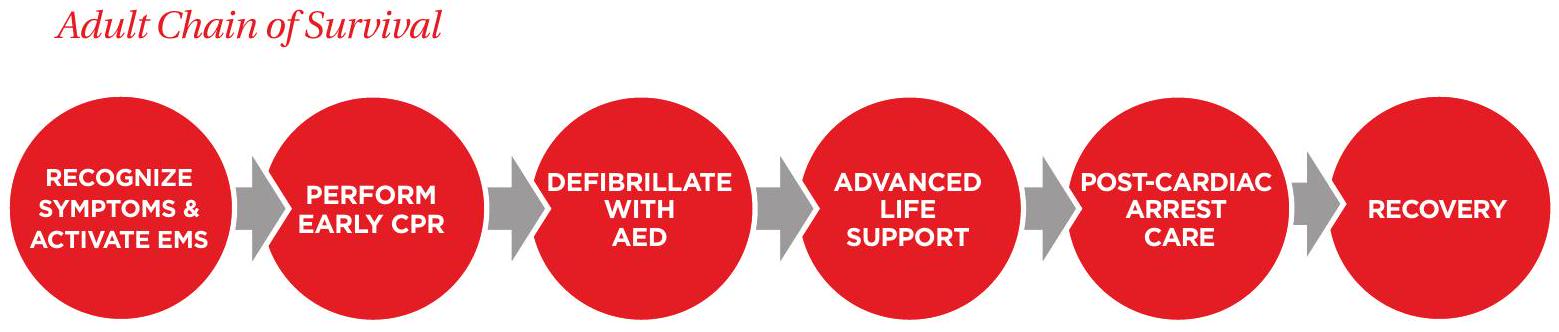 Adult Chain of Survival
RECOGNIZE
SYMPTOMS &
ACTIVATE EMS
PERFORM
EARLY CPR
DEFIBRILLATE
WITH
AED
ADVANCED
LIFE
SUPPORT
POST-CARDIAC
ARREST
CARE
RECOVERY